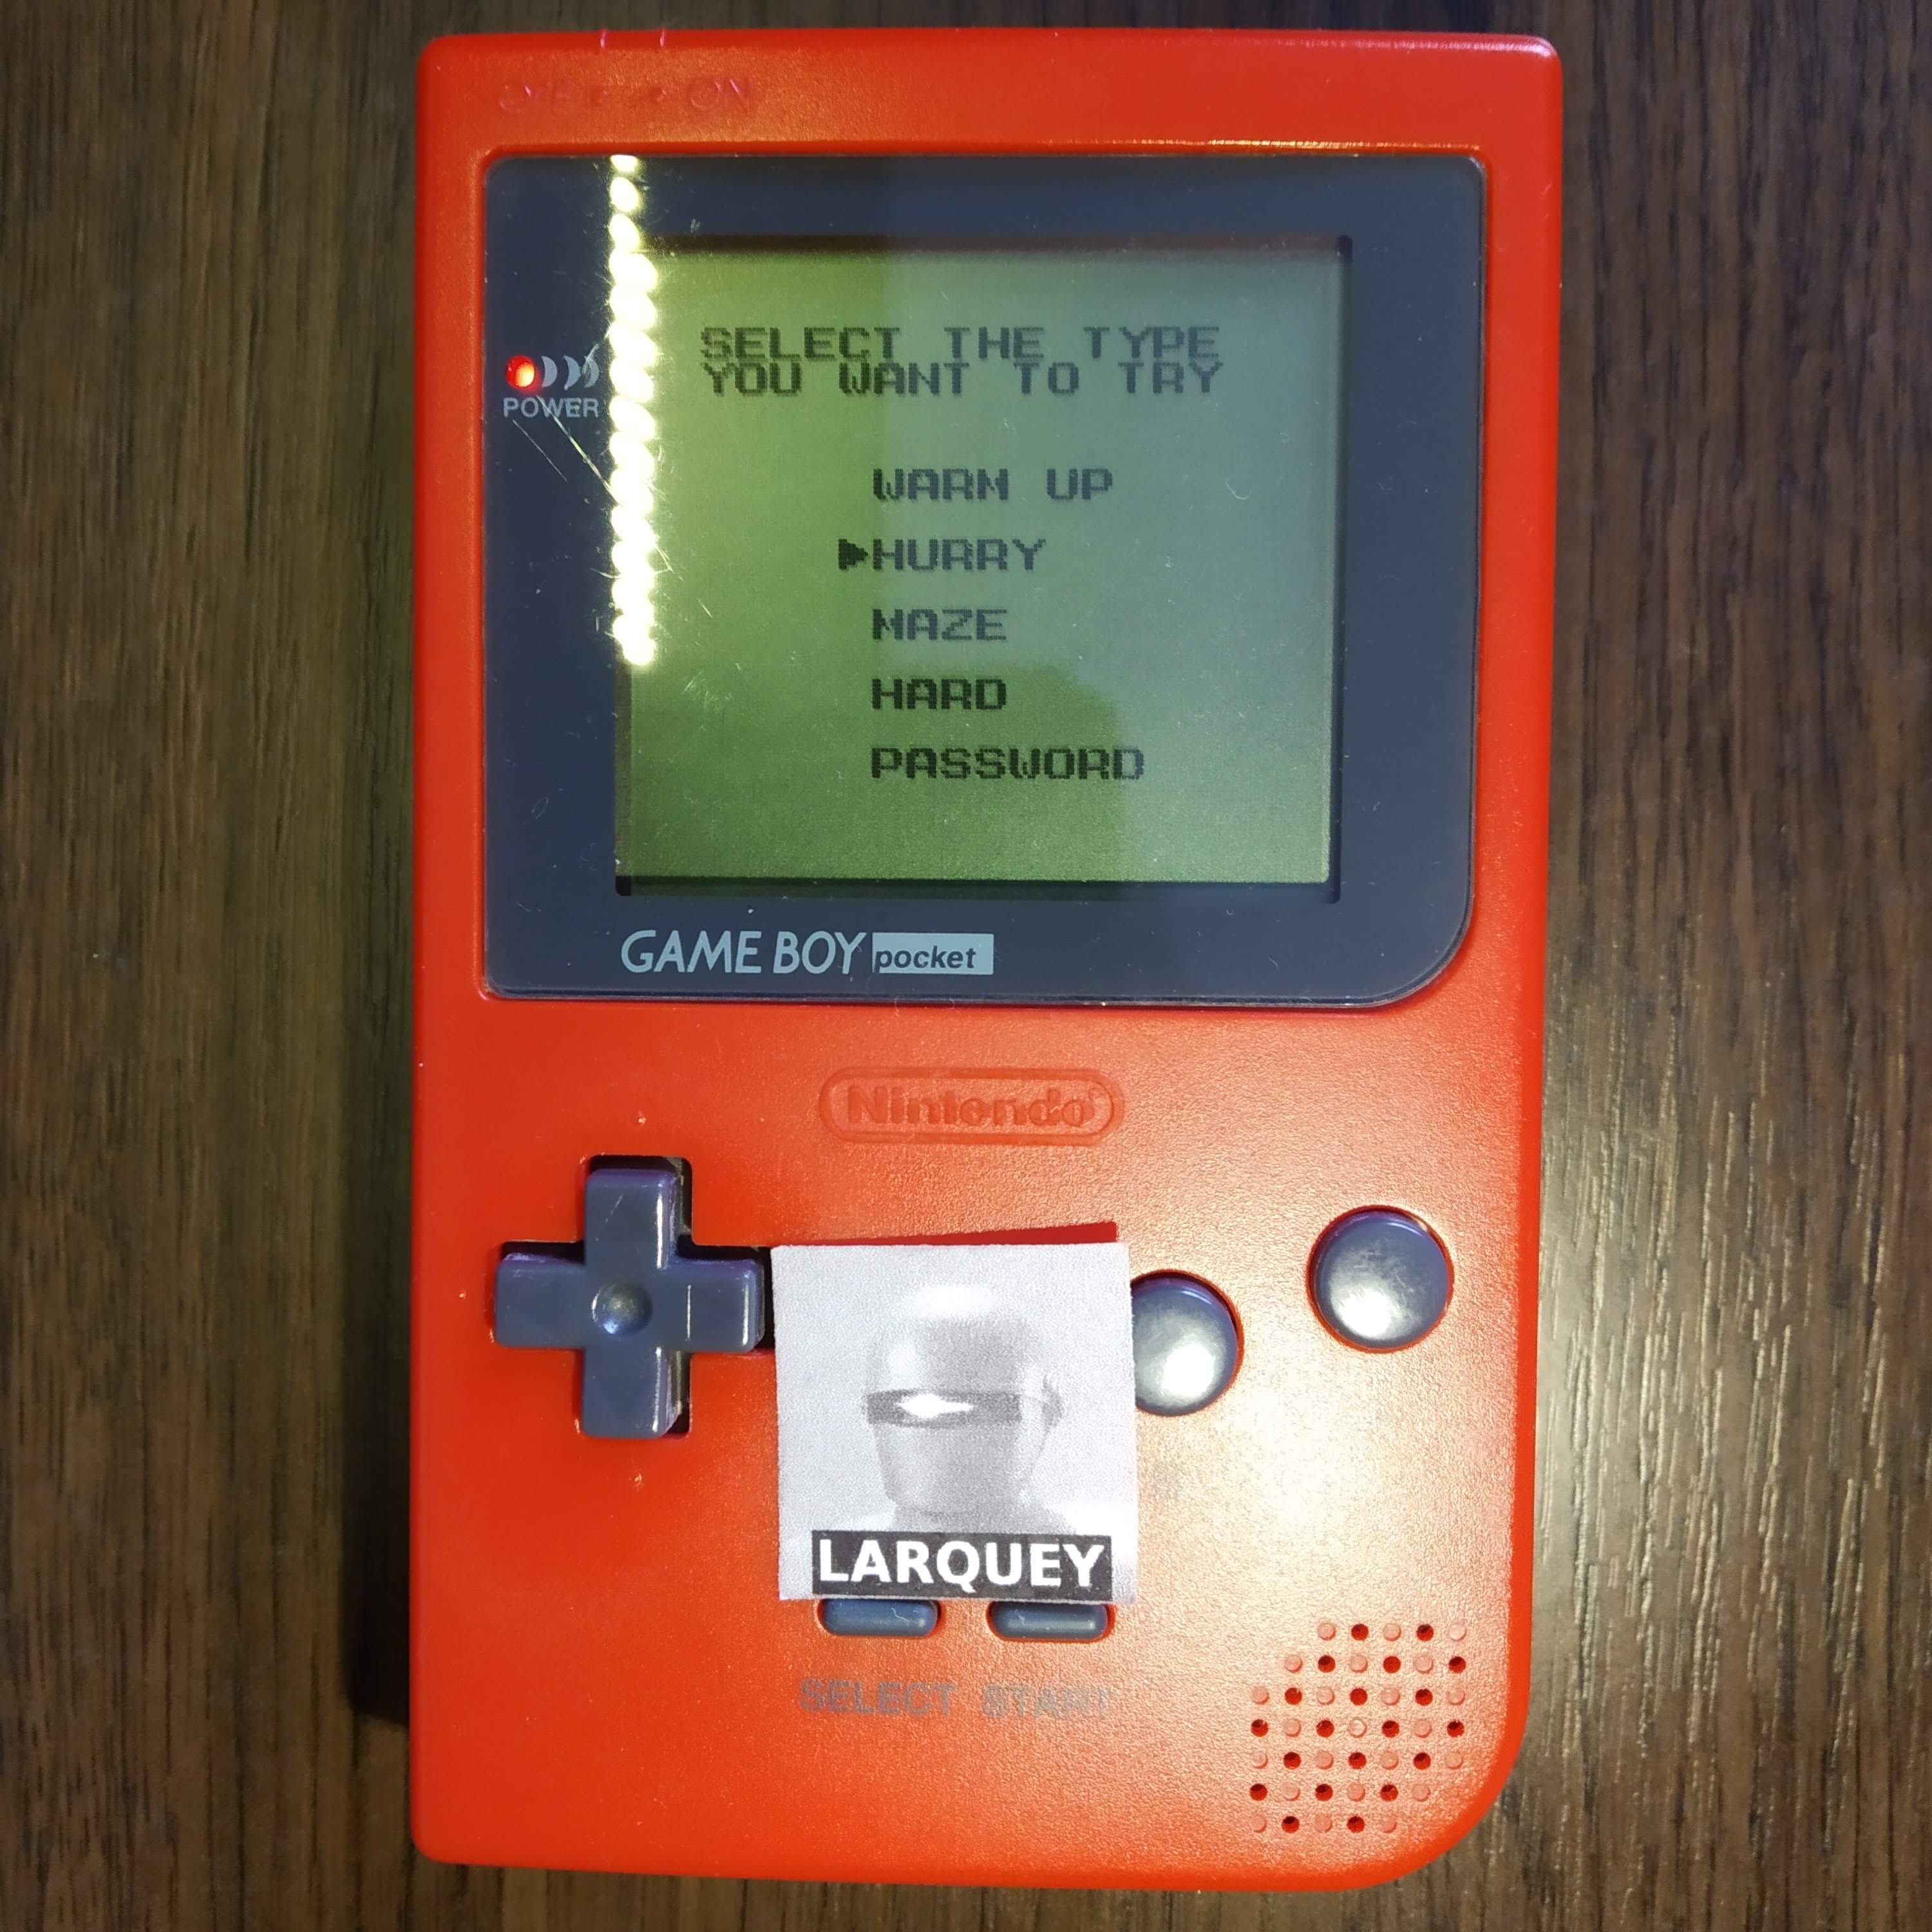 OFF ON
SELECT THE TYPE
YOU WANT TO TRY
POWER
WARM UP
▶HURRY
MAZE
HARD
PASSWORD
GAME BOY pocket
Nintendo®
LARQUEY
SELECT START